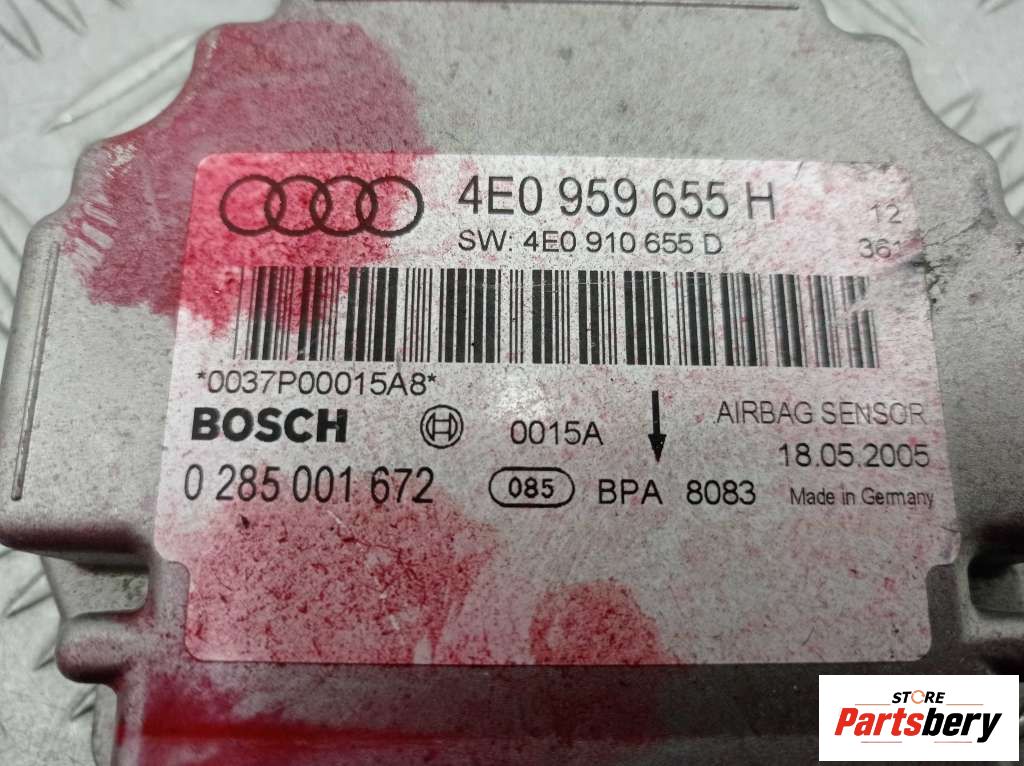 4E0 959 655 H
12
SW: 4E0 910 655 D
361
*0037P00015A8*
BOSCH 0015A AIRBAG SENSOR
18.05.2005
0 285 001 672 085 BPA 8083 Made in Germany
STORE
Partsbery